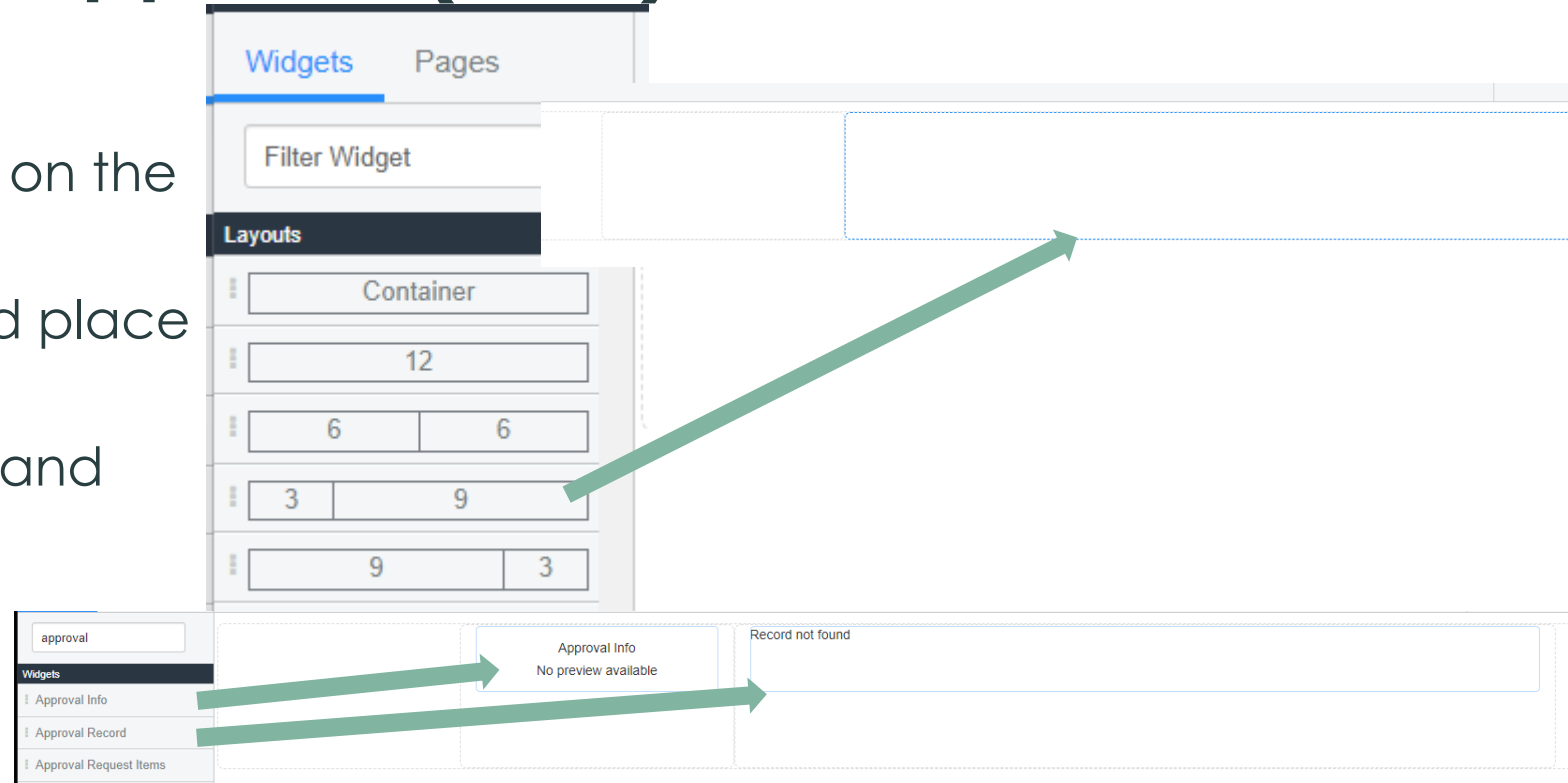 Widgets Pages
Filter Widget
on the
Layouts
Container
place
12
6 6
and
3 9
9 3
approval
Widgets
Approval Info
Approval Record
Approval Request Items
Approval Info
No preview available
Record not found